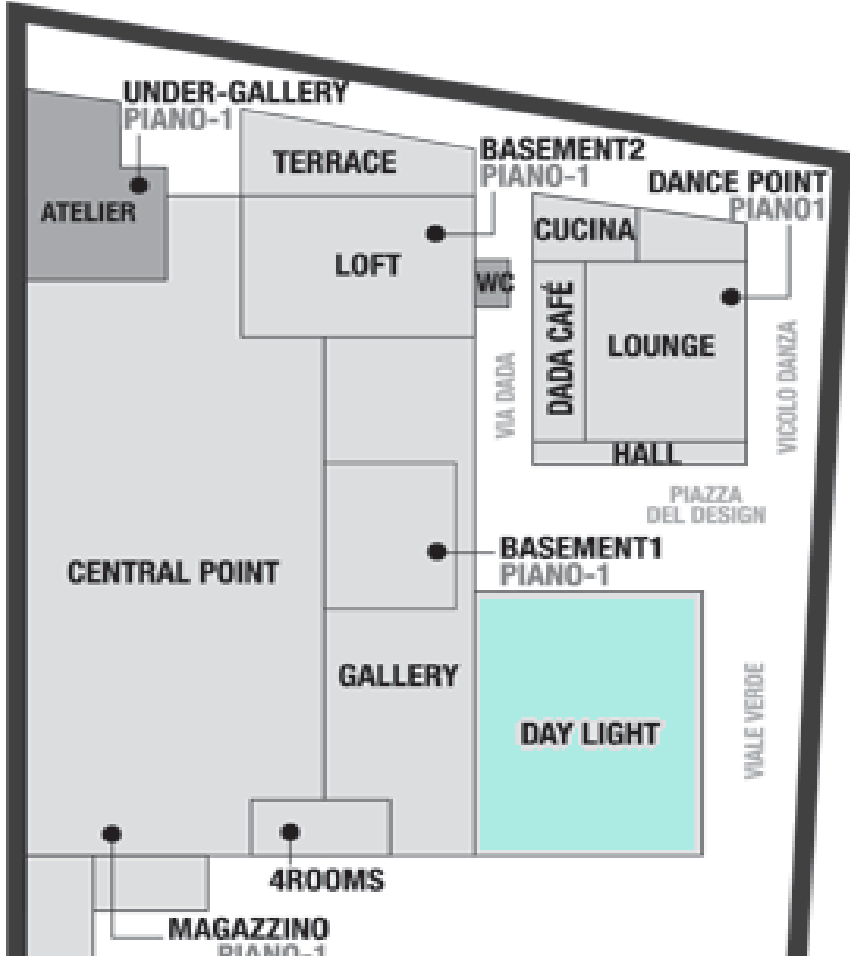 UNDER-GALLERY
PIANO-1
TERRACE
BASEMENT2
PIANO-1
DANCE POINT
PIANO1
ATELIER
CUCINA
LOFT
WC
DADA CAFÉ
LOUNGE
VIA DADA
VICOLO DANZA
HALL
PIAZZA
DEL DESIGN
BASEMENT1
PIANO-1
CENTRAL POINT
GALLERY
DAY LIGHT
VIALE VERDE
4ROOMS
MAGAZZINO
PIANO-1